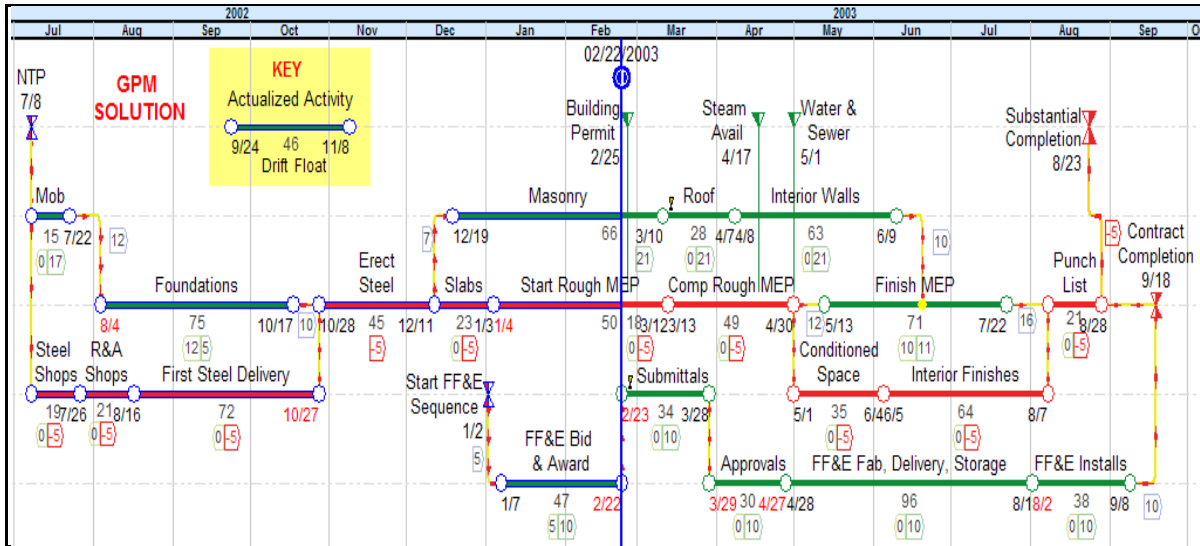 2002 2003
Jul Aug Sep Oct Nov Dec Jan Feb Mar Apr May Jun Jul Aug Sep O
02/22/2003
NTP
7/8
GPM
SOLUTION
KEY
Actualized Activity
46
9/24 11/8
Drift Float
Building
Permit
2/25
Steam
Avail
4/17
Water &
Sewer
5/1
Substantial
Completion
8/23
Mob Masonry Roof Interior Walls
15 7/22 12 7 12/19 66 3/10 28 4/7 4/8 63 6/9 10
0 17 21 0 21 0 21
-5 Contract
Completion
9/18
Foundations Erect
Steel Slabs Start Rough MEP Comp Rough MEP Finish MEP Punch
List
8/4 75 10/17 10 10/28 45 12/11 23 1/3 1/4 50 18 3/12 3/13 49 4/30 12 5/13 71 7/22 16 21 8/28
12 5 -5 0 -5 0 -5 0 -5 10 11 0 -5
Steel
Shops R&A
Shops First Steel Delivery
19 7/26 21 8/16 72 10/27
0 -5 0 -5 0 -5
Start FF&E
Sequence
1/2
5
Submittals
2/23 34 3/28
0 10
Conditioned
Space Interior Finishes
5/1 35 6/4 6/5 64 8/7
0 -5 0 -5
FF&E Bid
& Award Approvals FF&E Fab, Delivery, Storage FF&E Installs
1/7 47 2/22 3/29 30 4/27 4/28 96 8/1 8/2 38 9/8 10
5 10 0 10 0 10 0 10